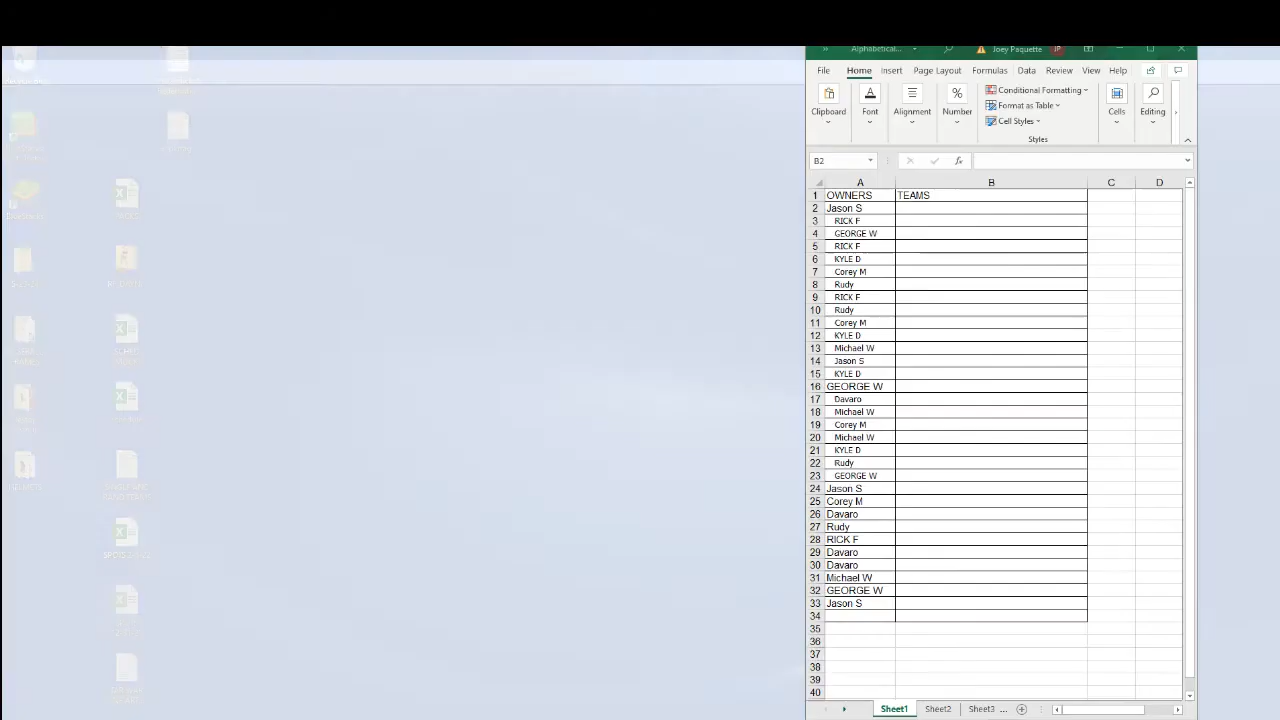 Alphabetical... Joey Paquette JP
File Home Insert Page Layout Formulas Data Review View Help
Clipboard Font Alignment Number Conditional Formatting Format as Table Cell Styles Styles Cells Editing
B2 fx
A B C D
1 OWNERS TEAMS
2 Jason S
3 RICK F
4 GEORGE W
5 RICK F
6 KYLE D
7 Corey M
8 Rudy
9 RICK F
10 Rudy
11 Corey M
12 KYLE D
13 Michael W
14 Jason S
15 KYLE D
16 GEORGE W
17 Davaro
18 Michael W
19 Corey M
20 Michael W
21 KYLE D
22 Rudy
23 GEORGE W
24 Jason S
25 Corey M
26 Davaro
27 Rudy
28 RICK F
29 Davaro
30 Davaro
31 Michael W
32 GEORGE W
33 Jason S
34
35
36
37
38
39
40
Sheet1 Sheet2 Sheet3 ...